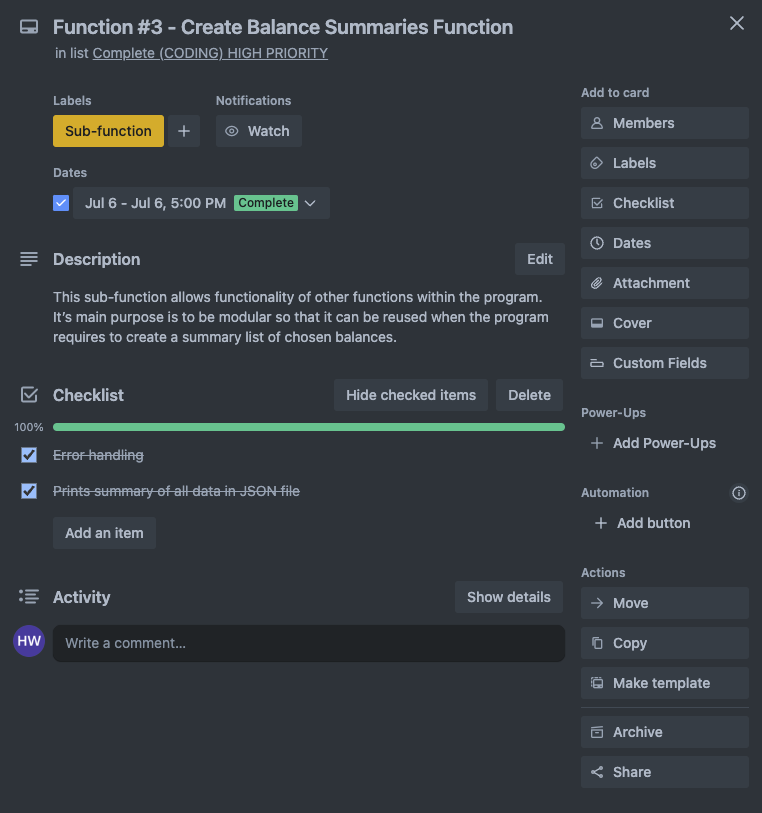 Function #3 - Create Balance Summaries Function
in list Complete (CODING) HIGH PRIORITY
Labels
Sub-function
Notifications
Watch
Dates
Jul 6 - Jul 6, 5:00 PM Complete
Description
Edit
This sub-function allows functionality of other functions within the program.
It’s main purpose is to be modular so that it can be reused when the program
requires to create a summary list of chosen balances.
Checklist
Hide checked items
Delete
100%
Error handling
Prints summary of all data in JSON file
Add an item
Activity
Show details
HW
Write a comment…
Add to card
Members
Labels
Checklist
Dates
Attachment
Cover
Custom Fields
Power-Ups
+ Add Power-Ups
Automation
+ Add button
Actions
Move
Copy
Make template
Archive
Share